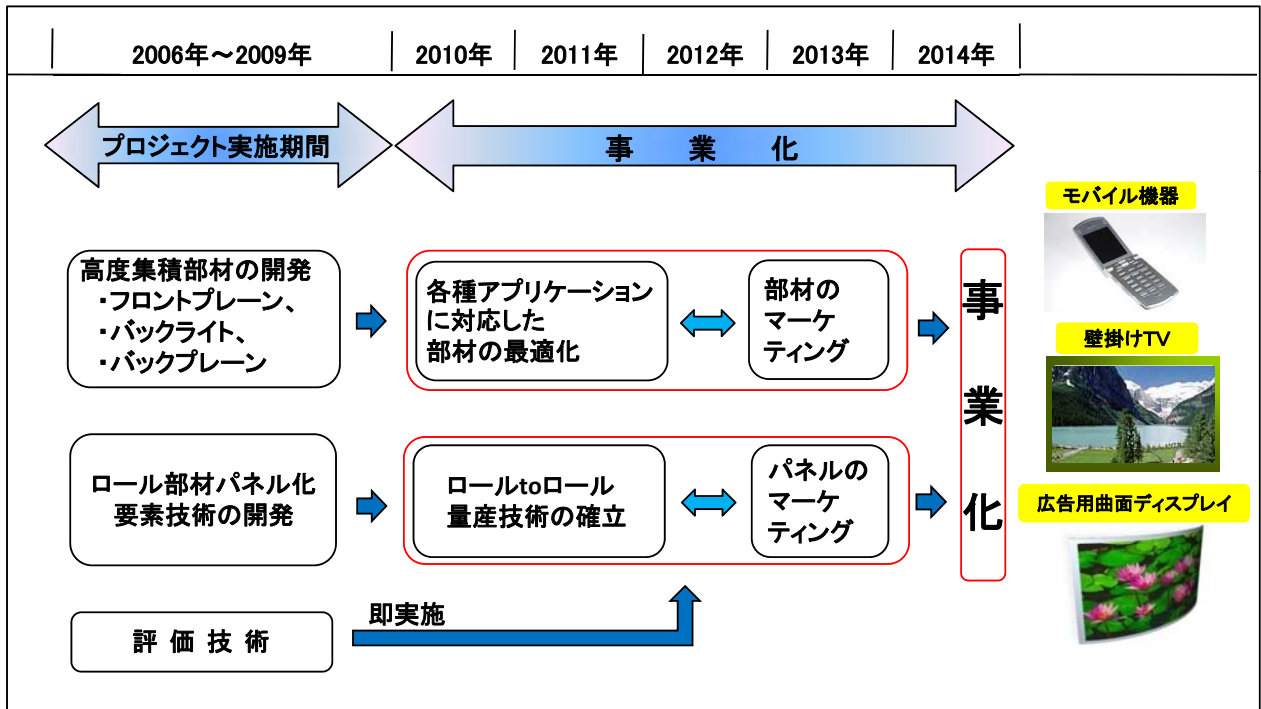 2006年～2009年
2010年
2011年
2012年
2013年
2014年
プロジェクト実施期間
事 業 化
高度集積部材の開発
・フロントプレーン、
・バックライト、
・バックプレーン
各種アプリケーション
に対応した
部材の最適化
部材の
マーケ
ティング
ロール部材パネル化
要素技術の開発
ロールtoロール
量産技術の確立
パネルの
マーケ
ティング
評 価 技 術
即実施
事
業
化
モバイル機器
壁掛けTV
広告用曲面ディスプレイ